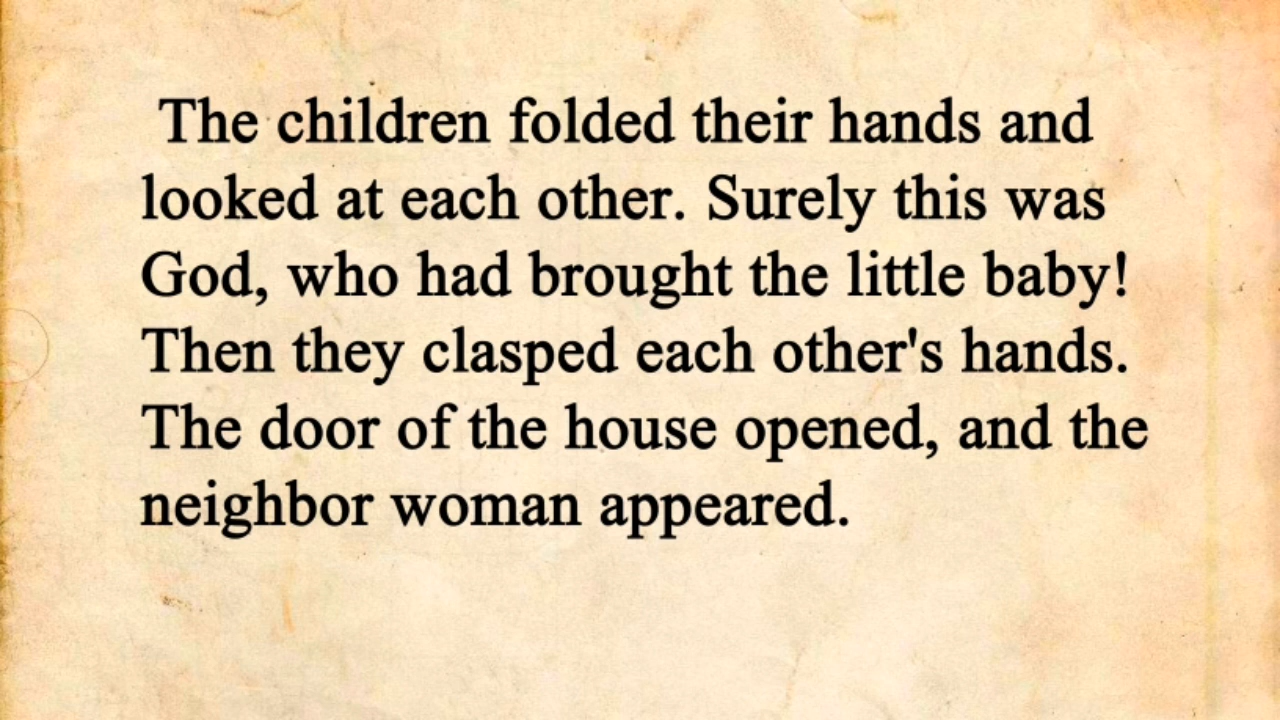 The children folded their hands and
looked at each other. Surely this was
God, who had brought the little baby!
Then they clasped each other's hands.
The door of the house opened, and the
neighbor woman appeared.